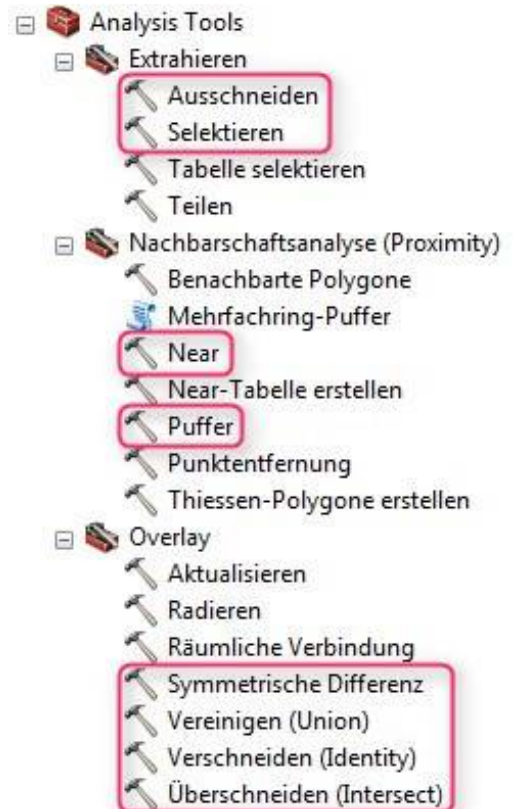 Analysis Tools
Extrahieren
Ausschneiden
Selektieren
Tabelle selektieren
Teilen
Nachbarschaftsanalyse (Proximity)
Benachbarte Polygone
Mehrfachring-Puffer
Near
Near-Tabelle erstellen
Puffer
Punktentfernung
Thiessen-Polygone erstellen
Overlay
Aktualisieren
Radieren
Räumliche Verbindung
Symmetrische Differenz
Vereinigen (Union)
Verschneiden (Identity)
Überschneiden (Intersect)